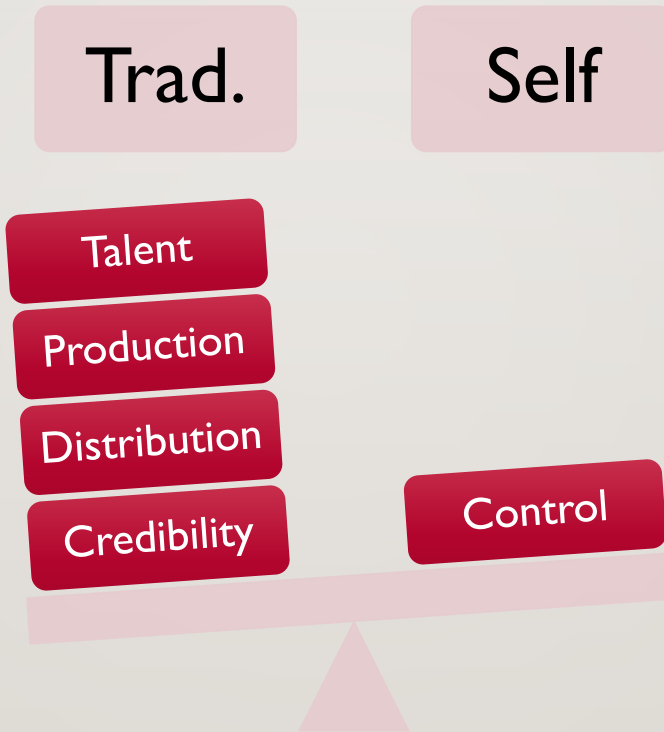 Trad.
Self
Talent
Production
Distribution
Credibility
Control